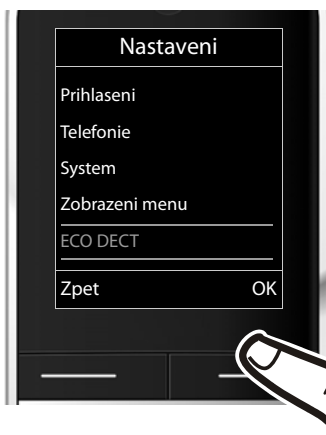 Nastaveni
Prihlaseni
Telefonie
System
Zobrazeni menu
ECO DECT
Zpet OK